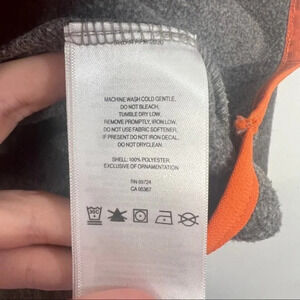 MACHINE WASH COLD GENTLE,
DO NOT BLEACH,
TUMBLE DRY LOW,
REMOVE PROMPTLY, IRON LOW,
DO NOT USE FABRIC SOFTENER.
IF PRESENT DO NOT IRON DECAL.
DO NOT DRYCLEAN.
SHELL: 100% POLYESTER,
EXCLUSIVE OF ORNAMENTATION
RN 69724
CA 05367